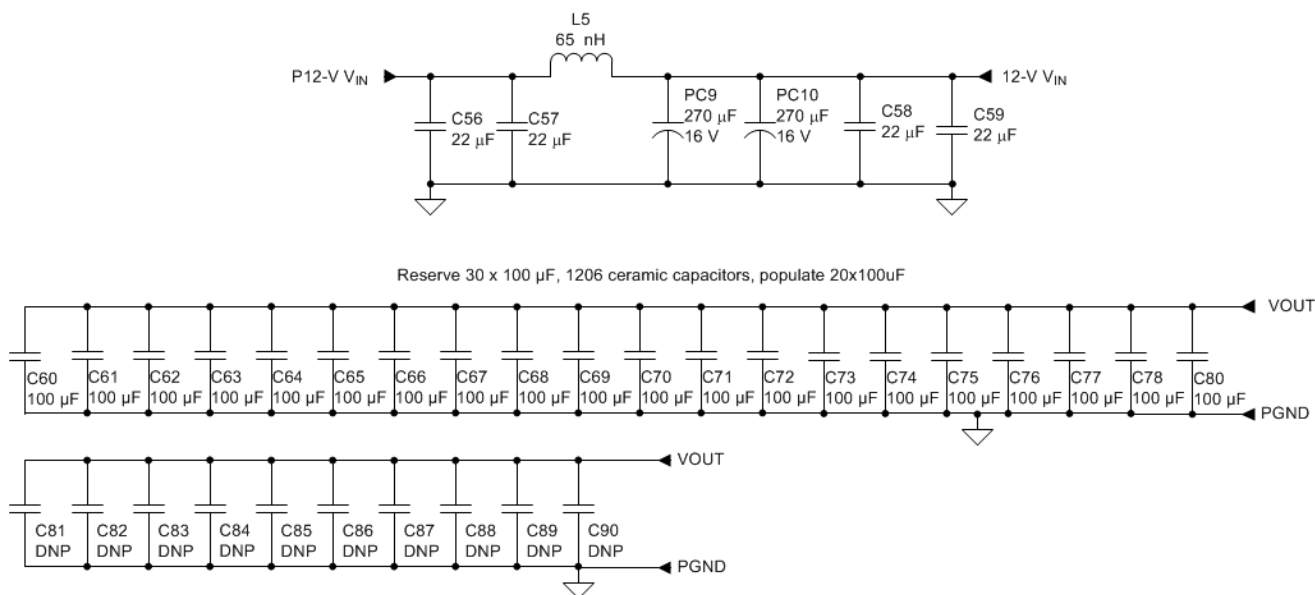 L5
65 nH
P12-V VIN
12-V VIN
C56
22 μF
C57
22 μF
PC9
270 μF
16 V
PC10
270 μF
16 V
C58
22 μF
C59
22 μF
Reserve 30 x 100 μF, 1206 ceramic capacitors, populate 20x100uF
VOUT
C60
100 μF
C61
100 μF
C62
100 μF
C63
100 μF
C64
100 μF
C65
100 μF
C66
100 μF
C67
100 μF
C68
100 μF
C69
100 μF
C70
100 μF
C71
100 μF
C72
100 μF
C73
100 μF
C74
100 μF
C75
100 μF
C76
100 μF
C77
100 μF
C78
100 μF
C80
100 μF
PGND
VOUT
C81
DNP
C82
DNP
C83
DNP
C84
DNP
C85
DNP
C86
DNP
C87
DNP
C88
DNP
C89
DNP
C90
DNP
PGND